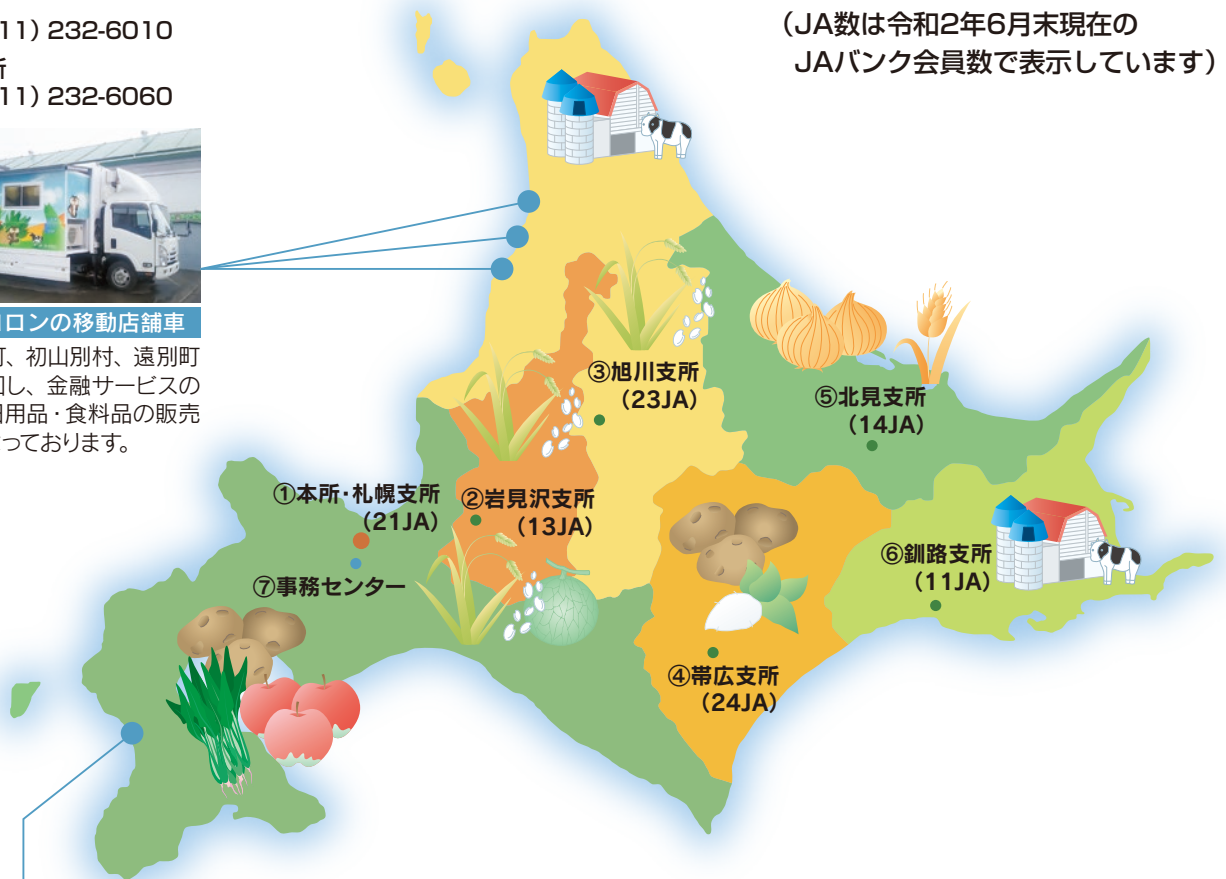 11）232-6010
所
11）232-6060
ロンの移動店舗車
町、初山別村、遠別町
回し、金融サービスの
日用品・食料品の販売
なっております。
（JA数は令和2年6月末現在の
JAバンク会員数で表示しています）
③旭川支所
（23JA）
⑤北見支所
（14JA）
①本所・札幌支所
（21JA）
②岩見沢支所
（13JA）
⑦事務センター
⑥釧路支所
（11JA）
④帯広支所
（24JA）